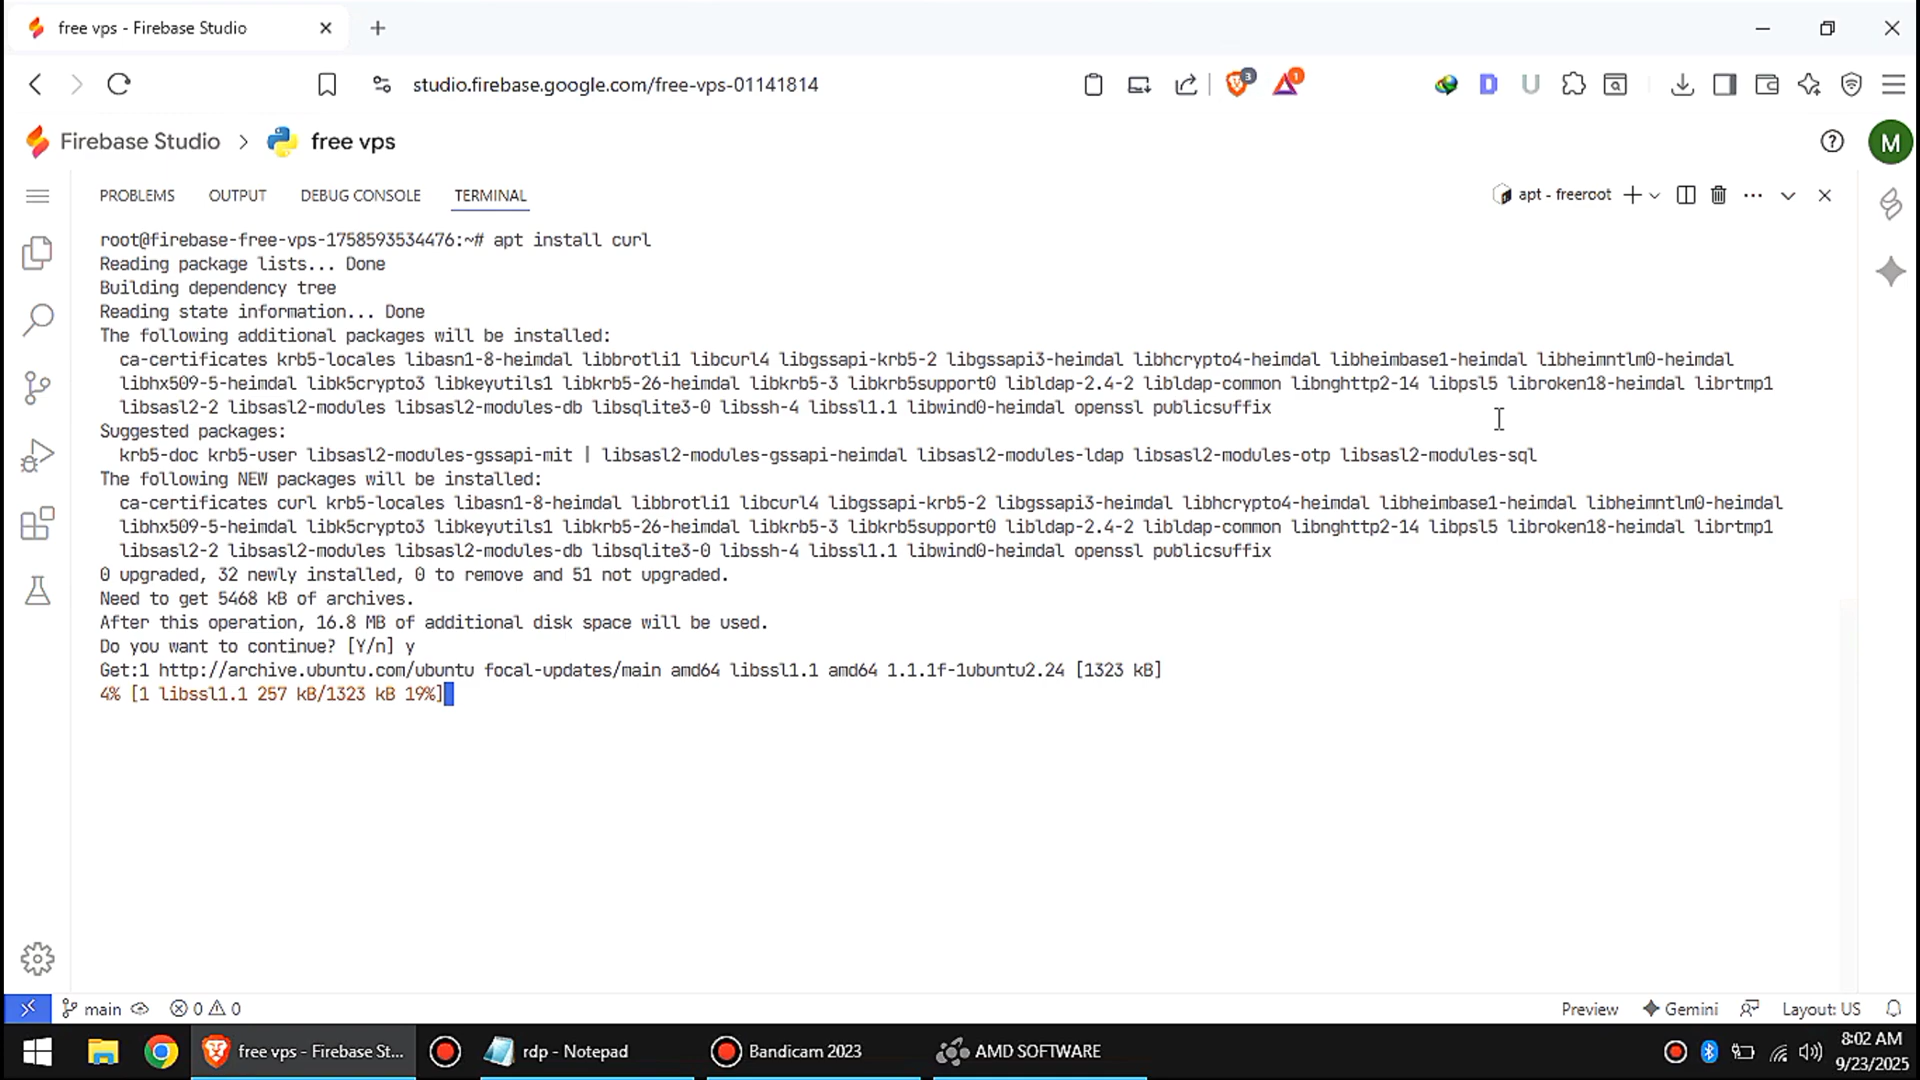 free vps - Firebase Studio
studio.firebase.google.com/free-vps-01141814
3
1
D
U
Firebase Studio > free vps
M
PROBLEMS OUTPUT DEBUG CONSOLE TERMINAL
apt - freeroot
root@firebase-free-vps-1758593534476:~# apt install curl
Reading package lists... Done
Building dependency tree
Reading state information... Done
The following additional packages will be installed:
ca-certificates krb5-locales libasn1-8-heimdal libbrotli1 libcurl4 libgssapi-krb5-2 libgssapi3-heimdal libhcrypto4-heimdal libheimbase1-heimdal libheimntlm0-heimdal
libhx509-5-heimdal libk5crypto3 libkeyutils1 libkrb5-26-heimdal libkrb5-3 libkrb5support0 libldap-2.4-2 libldap-common libnghttp2-14 libpsl5 libroken18-heimdal librtmp1
libsasl2-2 libsasl2-modules libsasl2-modules-db libsqlite3-0 libssh-4 libssl1.1 libwind0-heimdal openssl publicsuffix
Suggested packages:
krb5-doc krb5-user libsasl2-modules-gssapi-mit | libsasl2-modules-gssapi-heimdal libsasl2-modules-ldap libsasl2-modules-otp libsasl2-modules-sql
The following NEW packages will be installed:
ca-certificates curl krb5-locales libasn1-8-heimdal libbrotli1 libcurl4 libgssapi-krb5-2 libgssapi3-heimdal libhcrypto4-heimdal libheimbase1-heimdal libheimntlm0-heimdal
libhx509-5-heimdal libk5crypto3 libkeyutils1 libkrb5-26-heimdal libkrb5-3 libkrb5support0 libldap-2.4-2 libldap-common libnghttp2-14 libpsl5 libroken18-heimdal librtmp1
libsasl2-2 libsasl2-modules libsasl2-modules-db libsqlite3-0 libssh-4 libssl1.1 libwind0-heimdal openssl publicsuffix
0 upgraded, 32 newly installed, 0 to remove and 51 not upgraded.
Need to get 5468 kB of archives.
After this operation, 16.8 MB of additional disk space will be used.
Do you want to continue? [Y/n] y
Get:1 http://archive.ubuntu.com/ubuntu focal-updates/main amd64 libssl1.1 amd64 1.1.1f-1ubuntu2.24 [1323 kB]
4% [1 libssl1.1 257 kB/1323 kB 19%]
main 0 0
Preview Gemini Layout: US
free vps - Firebase St...
rdp - Notepad
Bandicam 2023
AMD SOFTWARE
8:02 AM
9/23/2025